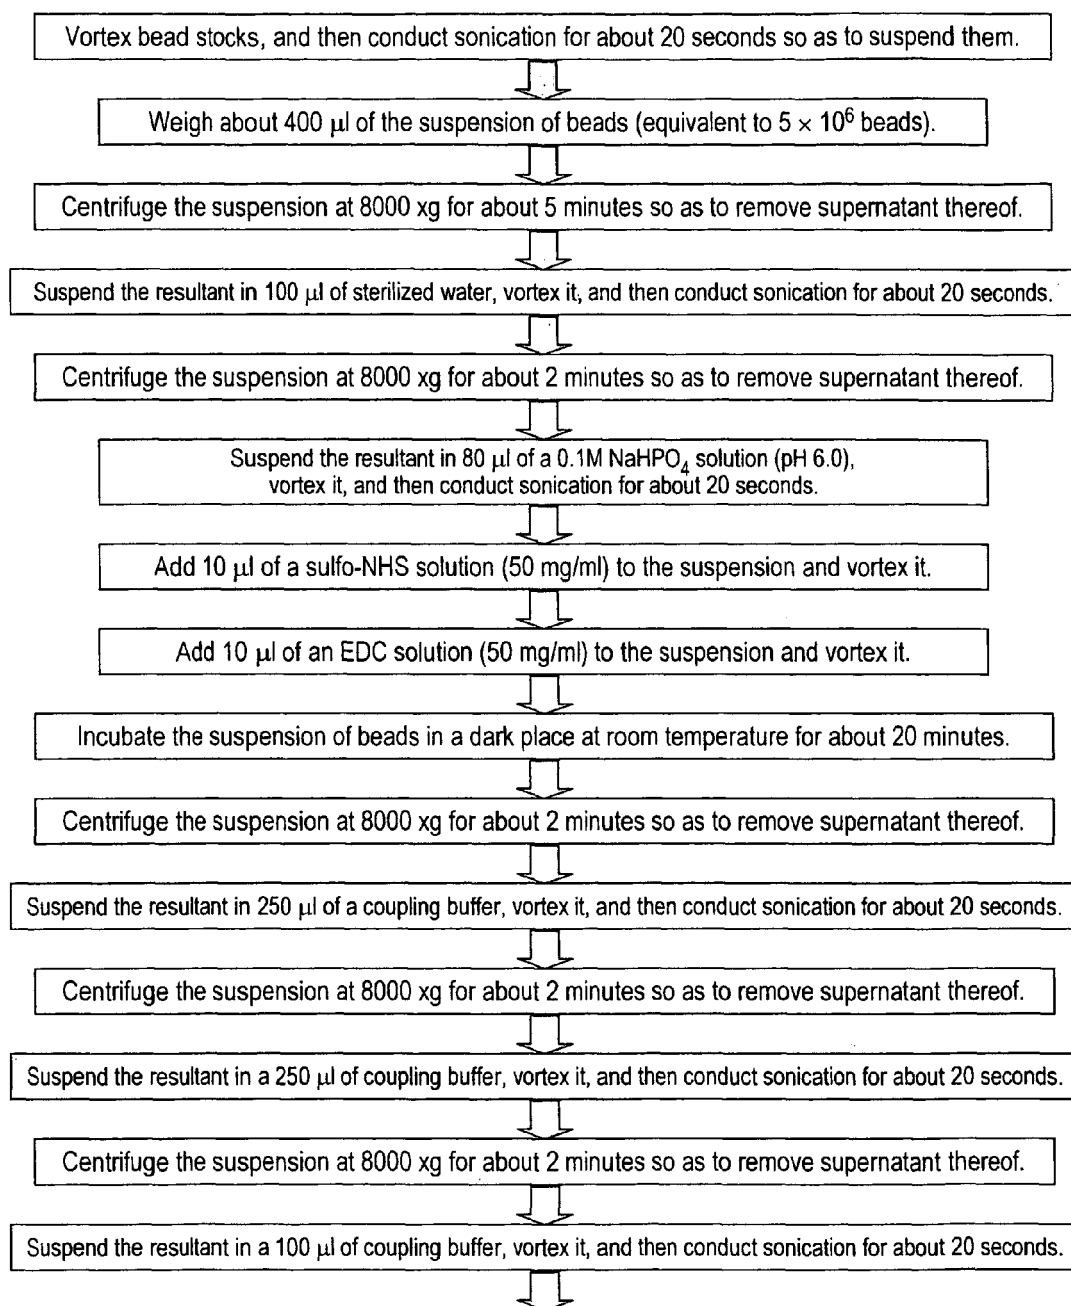 Vortex bead stocks, and then conduct sonication for about 20 seconds so as to suspend them.
Weigh about 400 µl of the suspension of beads (equivalent to 5 × 10⁶ beads).
Centrifuge the suspension at 8000 xg for about 5 minutes so as to remove supernatant thereof.
Suspend the resultant in 100 µl of sterilized water, vortex it, and then conduct sonication for about 20 seconds.
Centrifuge the suspension at 8000 xg for about 2 minutes so as to remove supernatant thereof.
Suspend the resultant in 80 µl of a 0.1M NaHPO₄ solution (pH 6.0),
vortex it, and then conduct sonication for about 20 seconds.
Add 10 µl of a sulfo-NHS solution (50 mg/ml) to the suspension and vortex it.
Add 10 µl of an EDC solution (50 mg/ml) to the suspension and vortex it.
Incubate the suspension of beads in a dark place at room temperature for about 20 minutes.
Centrifuge the suspension at 8000 xg for about 2 minutes so as to remove supernatant thereof.
Suspend the resultant in 250 µl of a coupling buffer, vortex it, and then conduct sonication for about 20 seconds.
Centrifuge the suspension at 8000 xg for about 2 minutes so as to remove supernatant thereof.
Suspend the resultant in a 250 µl of coupling buffer, vortex it, and then conduct sonication for about 20 seconds.
Centrifuge the suspension at 8000 xg for about 2 minutes so as to remove supernatant thereof.
Suspend the resultant in a 100 µl of coupling buffer, vortex it, and then conduct sonication for about 20 seconds.